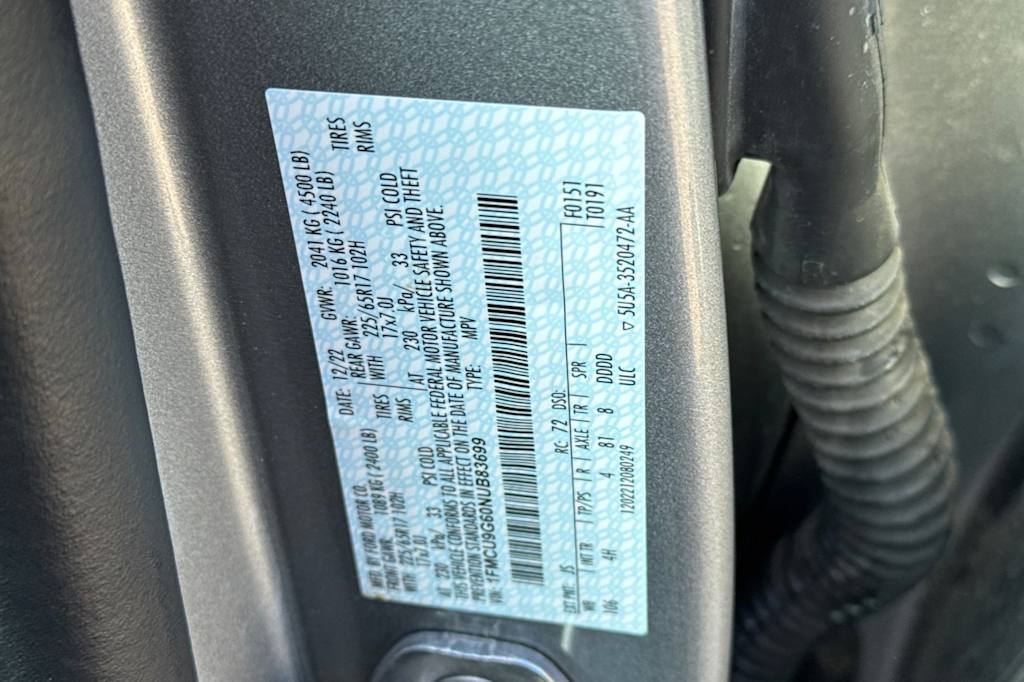 MFD. BY FORD MOTOR CO. DATE: 12/22 GVWR: 2041 KG ( 4500 LB)
FRONT GAWR: 1089 KG ( 2400 LB) REAR GAWR: 1016 KG ( 2240 LB)
WITH 225/65R17 102H TIRES WITH 225/65R17 102H TIRES
17x7.0J RIMS 17x7.0J RIMS
AT 230 kPa/ 33 PSI COLD AT 230 kPa/ 33 PSI COLD
THIS VEHICLE CONFORMS TO ALL APPLICABLE FEDERAL MOTOR VEHICLE SAFETY AND THEFT
PREVENTION STANDARDS IN EFFECT ON THE DATE OF MANUFACTURE SHOWN ABOVE.
VIN: 1FMCU9G60NUB83699 TYPE: MPV
EXT PNT: JS RC: 72 DSO: F0151
WB INT TR TP/PS R AXLE TR SPR T0191
106 4H 4 81 8 DDDD
1202212080249 ULC ▽ 5U5A-3520472-AA